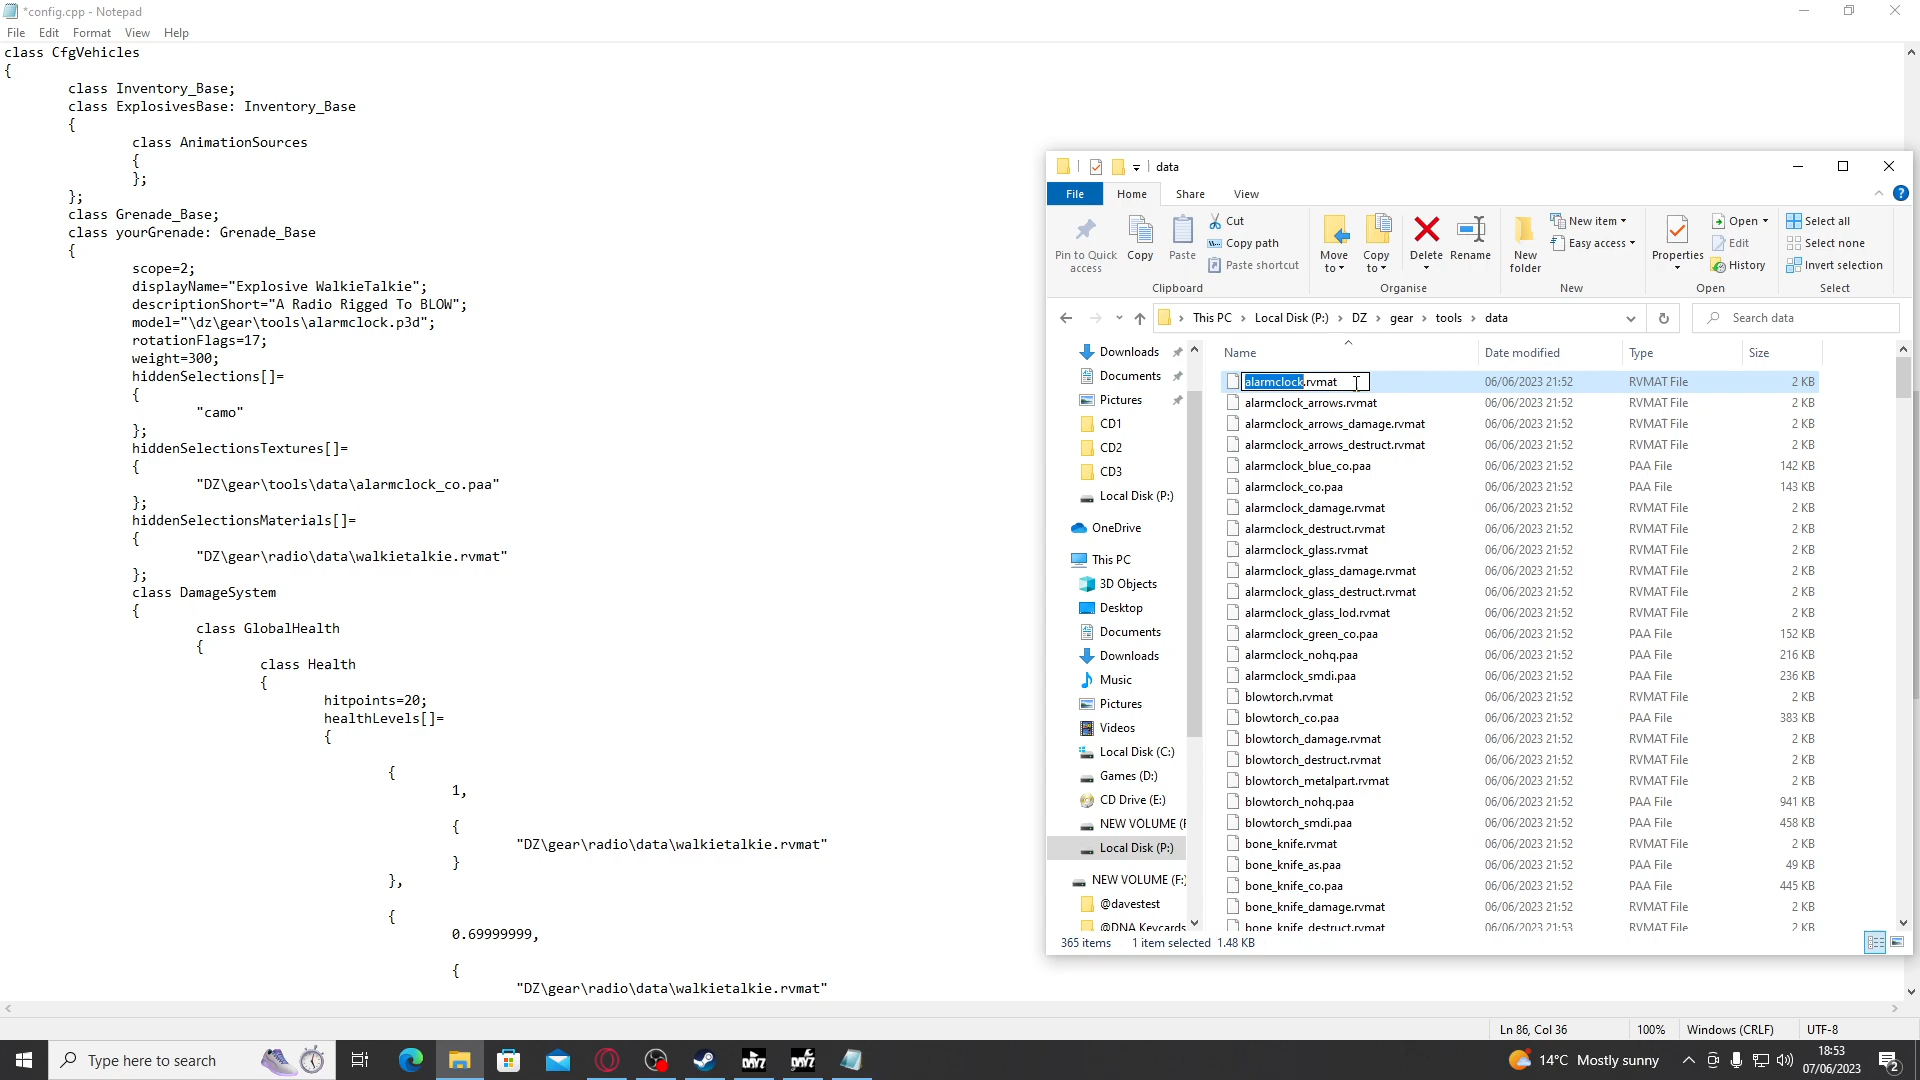 *config.cpp - Notepad
File Edit Format View Help
class CfgVehicles
{
class Inventory_Base;
class ExplosivesBase: Inventory_Base
{
class AnimationSources
{
};
};
class Grenade_Base;
class yourGrenade: Grenade_Base
{
scope=2;
displayName="Explosive WalkieTalkie";
descriptionShort="A Radio Rigged To BLOW";
model="\dz\gear\tools\alarmclock.p3d";
rotationFlags=17;
weight=300;
hiddenSelections[]=
{
"camo"
};
hiddenSelectionsTextures[]=
{
"DZ\gear\tools\data\alarmclock_co.paa"
};
hiddenSelectionsMaterials[]=
{
"DZ\gear\radio\data\walkietalkie.rvmat"
};
class DamageSystem
{
class GlobalHealth
{
class Health
{
hitpoints=20;
healthLevels[]=
{
{
1,
{
"DZ\gear\radio\data\walkietalkie.rvmat"
}
},
{
0.69999999,
{
"DZ\gear\radio\data\walkietalkie.rvmat"
Ln 86, Col 36 100% Windows (CRLF) UTF-8
data
File Home Share View
Pin to Quick access
Copy
Paste
Cut
Copy path
Paste shortcut
Clipboard
Move to
Copy to
Delete
Rename
Organise
New folder
New item
Easy access
New
Properties
Open
Edit
History
Open
Select all
Select none
Invert selection
Select
This PC > Local Disk (P:) > DZ > gear > tools > data
Search data
Downloads
Documents
Pictures
CD1
CD2
CD3
Local Disk (P:)
OneDrive
This PC
3D Objects
Desktop
Documents
Downloads
Music
Pictures
Videos
Local Disk (C:)
Games (D:)
CD Drive (E:)
NEW VOLUME (F
Local Disk (P:)
NEW VOLUME (F:)
@davestest
@DNA Keycards
Name Date modified Type Size
alarmclock.rvmat 06/06/2023 21:52 RVMAT File 2 KB
alarmclock_arrows.rvmat 06/06/2023 21:52 RVMAT File 2 KB
alarmclock_arrows_damage.rvmat 06/06/2023 21:52 RVMAT File 2 KB
alarmclock_arrows_destruct.rvmat 06/06/2023 21:52 RVMAT File 2 KB
alarmclock_blue_co.paa 06/06/2023 21:52 PAA File 142 KB
alarmclock_co.paa 06/06/2023 21:52 PAA File 143 KB
alarmclock_damage.rvmat 06/06/2023 21:52 RVMAT File 2 KB
alarmclock_destruct.rvmat 06/06/2023 21:52 RVMAT File 2 KB
alarmclock_glass.rvmat 06/06/2023 21:52 RVMAT File 2 KB
alarmclock_glass_damage.rvmat 06/06/2023 21:52 RVMAT File 2 KB
alarmclock_glass_destruct.rvmat 06/06/2023 21:52 RVMAT File 2 KB
alarmclock_glass_lod.rvmat 06/06/2023 21:52 RVMAT File 2 KB
alarmclock_green_co.paa 06/06/2023 21:52 PAA File 152 KB
alarmclock_nohq.paa 06/06/2023 21:52 PAA File 216 KB
alarmclock_smdi.paa 06/06/2023 21:52 PAA File 236 KB
blowtorch.rvmat 06/06/2023 21:52 RVMAT File 2 KB
blowtorch_co.paa 06/06/2023 21:52 PAA File 383 KB
blowtorch_damage.rvmat 06/06/2023 21:52 RVMAT File 2 KB
blowtorch_destruct.rvmat 06/06/2023 21:52 RVMAT File 2 KB
blowtorch_metalpart.rvmat 06/06/2023 21:52 RVMAT File 2 KB
blowtorch_nohq.paa 06/06/2023 21:52 PAA File 941 KB
blowtorch_smdi.paa 06/06/2023 21:52 PAA File 458 KB
bone_knife.rvmat 06/06/2023 21:52 RVMAT File 2 KB
bone_knife_as.paa 06/06/2023 21:52 PAA File 49 KB
bone_knife_co.paa 06/06/2023 21:52 PAA File 445 KB
bone_knife_damage.rvmat 06/06/2023 21:52 RVMAT File 2 KB
bone_knife_destruct.rvmat 06/06/2023 21:53 RVMAT File 2 KB
365 items 1 item selected 1.48 KB
Type here to search
DAYZ
DAYZ
14°C Mostly sunny
18:53
07/06/2023
2